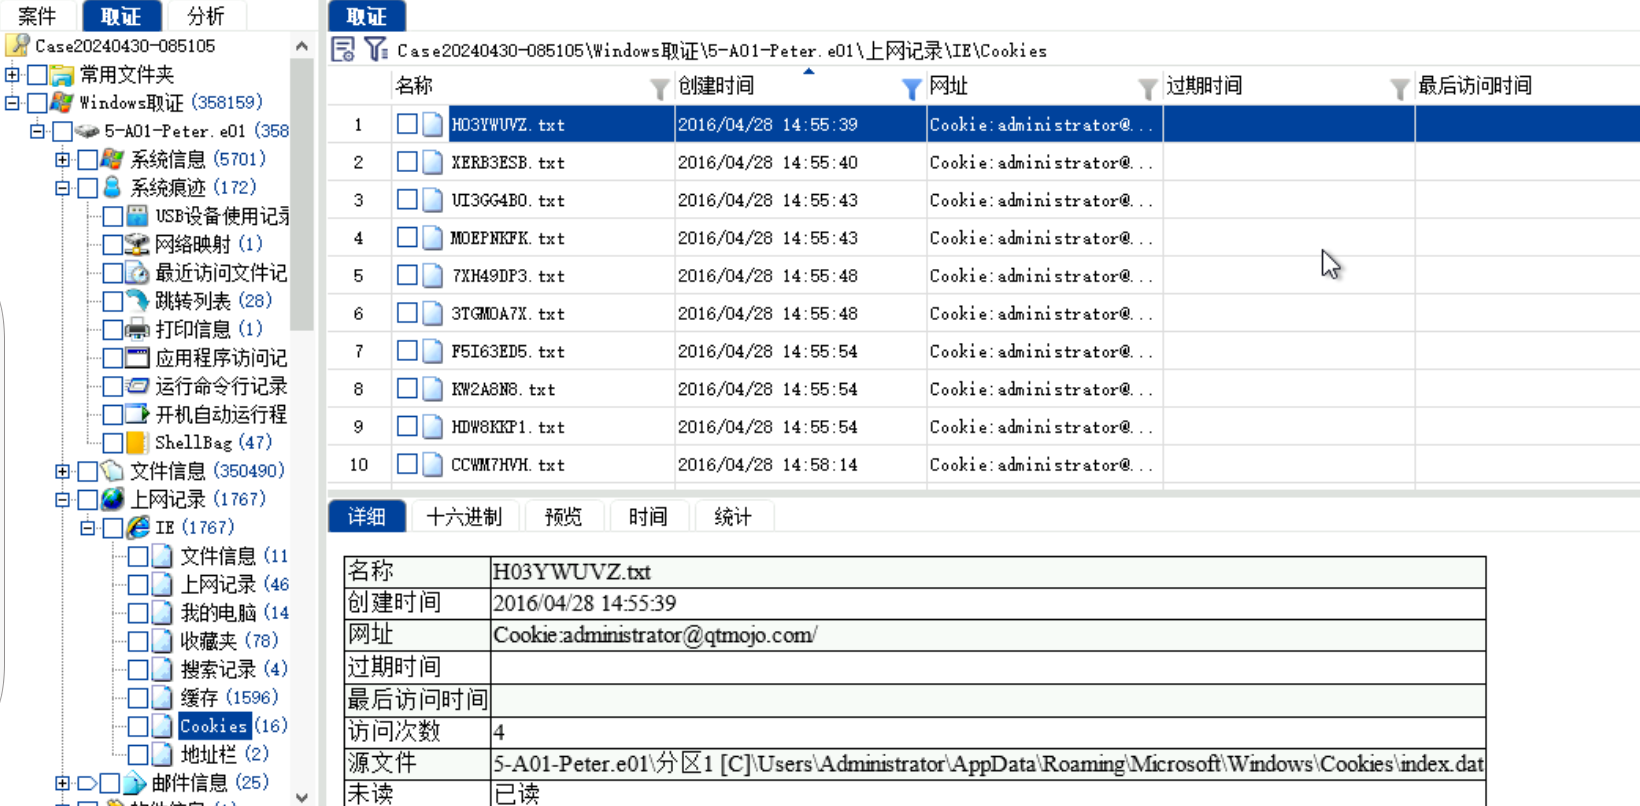 案件 取证 分析
Case20240430-085105
常用文件夹
Windows取证 (358159)
5-A01-Peter.e01 (358
系统信息 (5701)
系统痕迹 (172)
USB设备使用记录
网络映射 (1)
最近访问文件记
跳转列表 (28)
打印信息 (1)
应用程序访问记
运行命令行记录
开机自动运行程
ShellBag (47)
文件信息 (350490)
上网记录 (1767)
IE (1767)
文件信息 (11
上网记录 (46
我的电脑 (14
收藏夹 (78)
搜索记录 (4)
缓存 (1596)
Cookies (16)
地址栏 (2)
邮件信息 (25)
取证
Case20240430-085105\Windows取证\5-A01-Peter.e01\上网记录\IE\Cookies
名称 创建时间 网址 过期时间 最后访问时间
1 H03YWUVZ.txt 2016/04/28 14:55:39 Cookie:administrator@...
2 XERB3ESB.txt 2016/04/28 14:55:40 Cookie:administrator@...
3 UI3GG4BO.txt 2016/04/28 14:55:43 Cookie:administrator@...
4 MOEPNKFK.txt 2016/04/28 14:55:43 Cookie:administrator@...
5 7XH49DP3.txt 2016/04/28 14:55:48 Cookie:administrator@...
6 3TGMOA7X.txt 2016/04/28 14:55:48 Cookie:administrator@...
7 F5I63ED5.txt 2016/04/28 14:55:54 Cookie:administrator@...
8 KW2A8N8.txt 2016/04/28 14:55:54 Cookie:administrator@...
9 HDW8KKP1.txt 2016/04/28 14:55:54 Cookie:administrator@...
10 CCWM7HVH.txt 2016/04/28 14:58:14 Cookie:administrator@...
详细 十六进制 预览 时间 统计
名称 H03YWUVZ.txt
创建时间 2016/04/28 14:55:39
网址 Cookie:administrator@qtmojo.com/
过期时间
最后访问时间
访问次数 4
源文件 5-A01-Peter.e01\分区1 [C]\Users\Administrator\AppData\Roaming\Microsoft\Windows\Cookies\index.dat
未读 已读